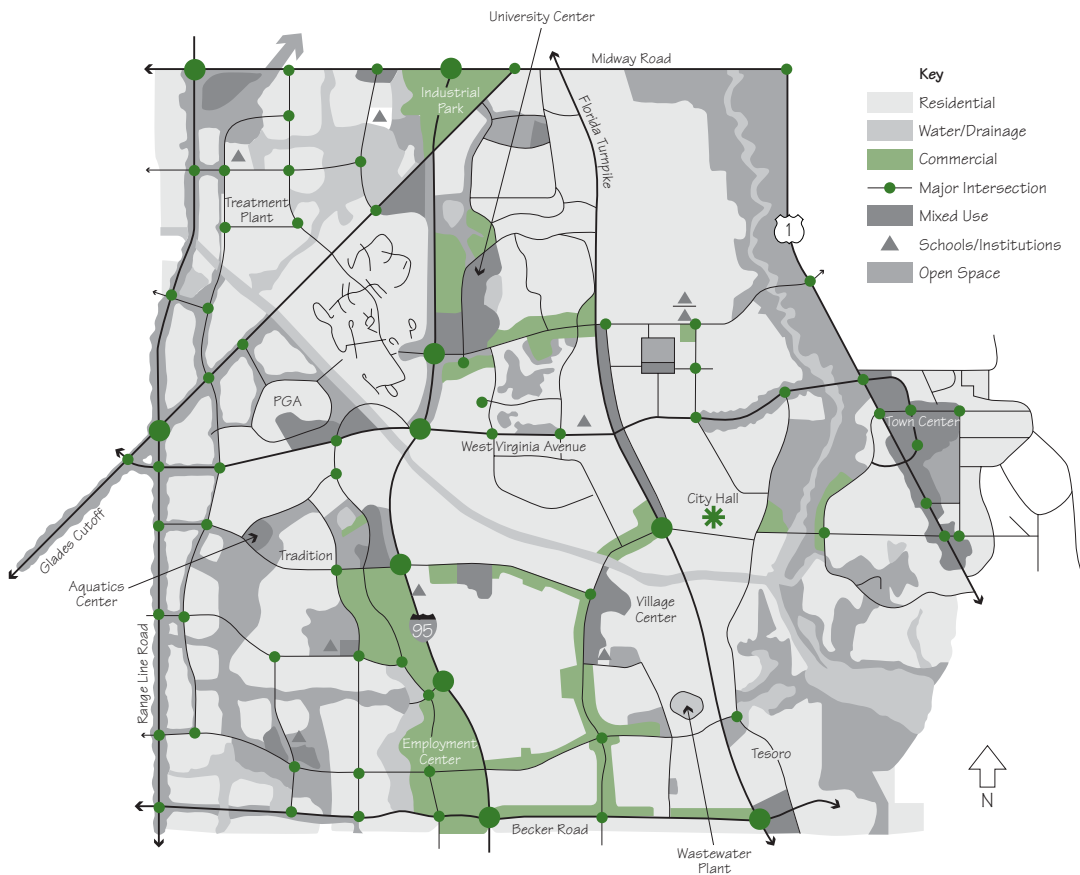 University Center
Midway Road
Key
Residential
Water/Drainage
Commercial
Major Intersection
Mixed Use
Schools/Institutions
Open Space
Industrial
Park
Florida Turnpike
Treatment
Plant
1
PGA
West Virginia Avenue
Town Center
City Hall
Glades Cutoff
Tradition
Aquatics
Center
Village
Center
95
Range Line Road
Employment
Center
Tesoro
N
Becker Road
Wastewater
Plant